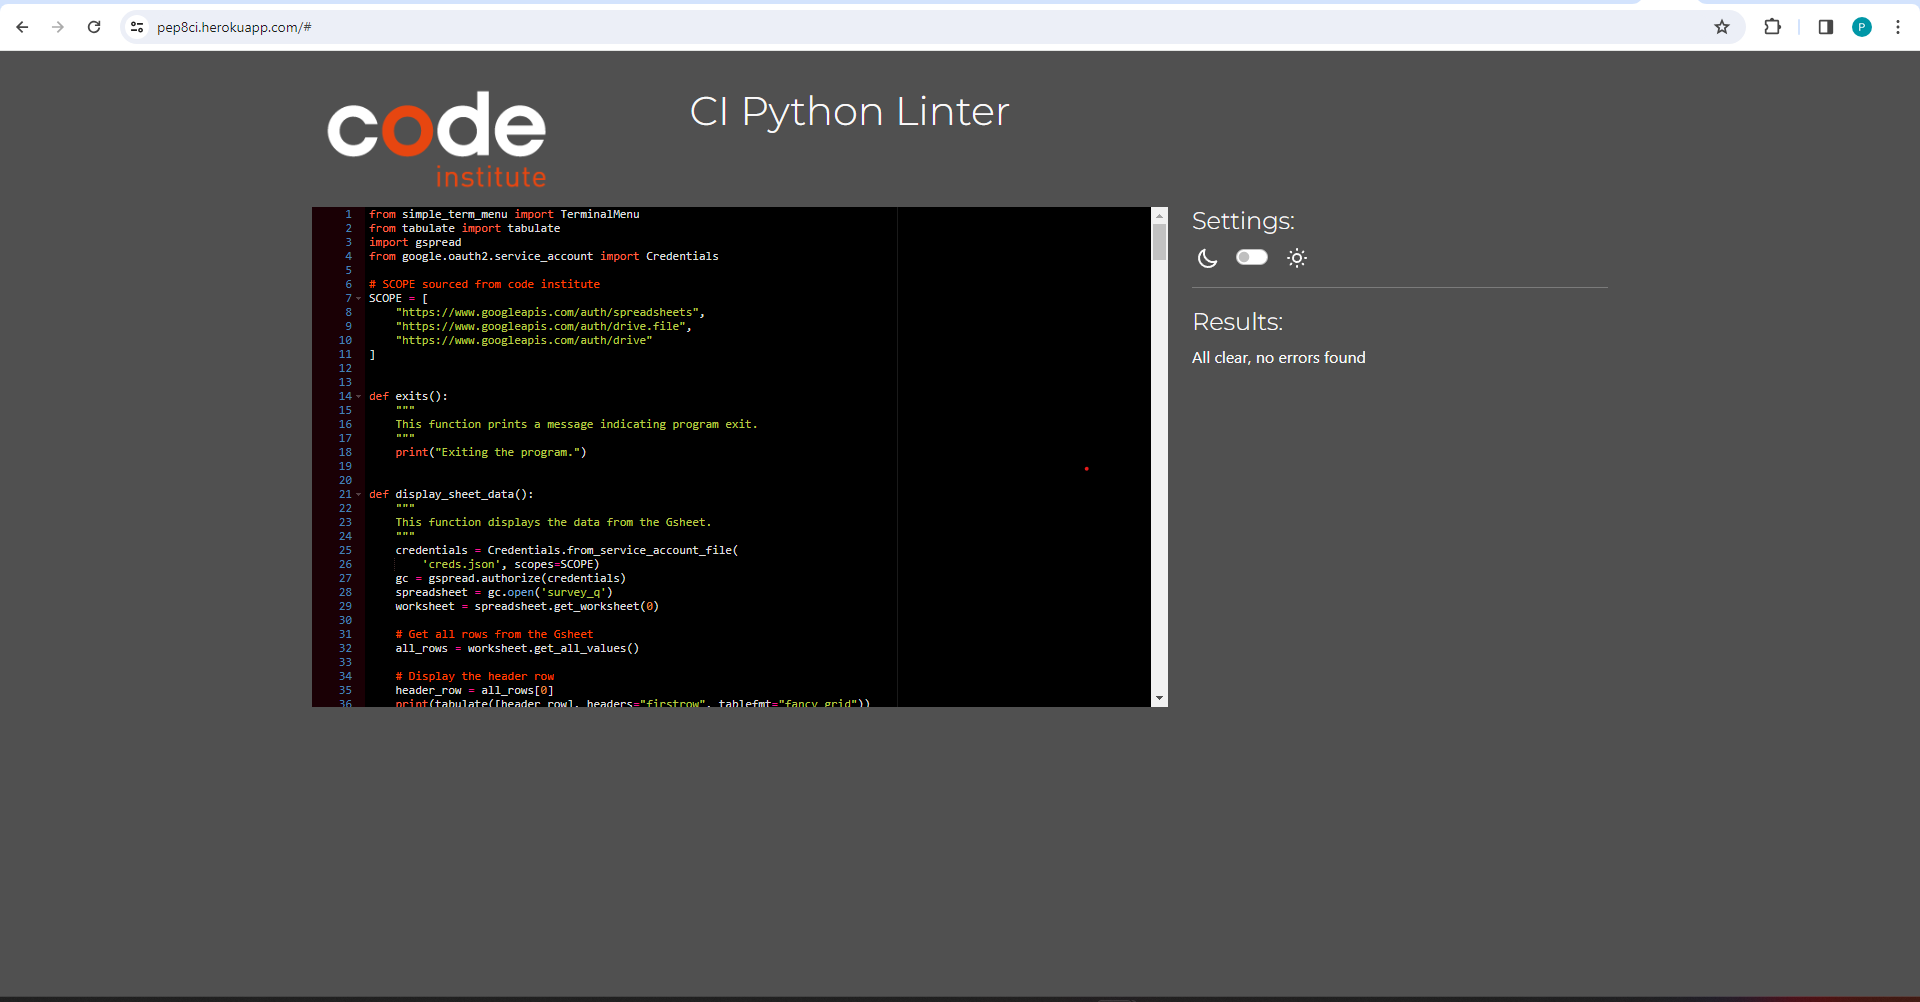 pep8ci.herokuapp.com/#
P
code
institute
CI Python Linter
1 from simple_term_menu import TerminalMenu
2 from tabulate import tabulate
3 import gspread
4 from google.oauth2.service_account import Credentials
5
6 # SCOPE sourced from code institute
7 SCOPE = [
8     "https://www.googleapis.com/auth/spreadsheets",
9     "https://www.googleapis.com/auth/drive.file",
10     "https://www.googleapis.com/auth/drive"
11 ]
12
13
14 def exits():
15     """
16     This function prints a message indicating program exit.
17     """
18     print("Exiting the program.")
19
20
21 def display_sheet_data():
22     """
23     This function displays the data from the Gsheet.
24     """
25     credentials = Credentials.from_service_account_file(
26         'creds.json', scopes=SCOPE)
27     gc = gspread.authorize(credentials)
28     spreadsheet = gc.open('survey_q')
29     worksheet = spreadsheet.get_worksheet(0)
30
31     # Get all rows from the Gsheet
32     all_rows = worksheet.get_all_values()
33
34     # Display the header row
35     header_row = all_rows[0]
36     print(tabulate([header_row], headers="firstrow", tablefmt="fancy_grid"))
Settings:
Results:
All clear, no errors found